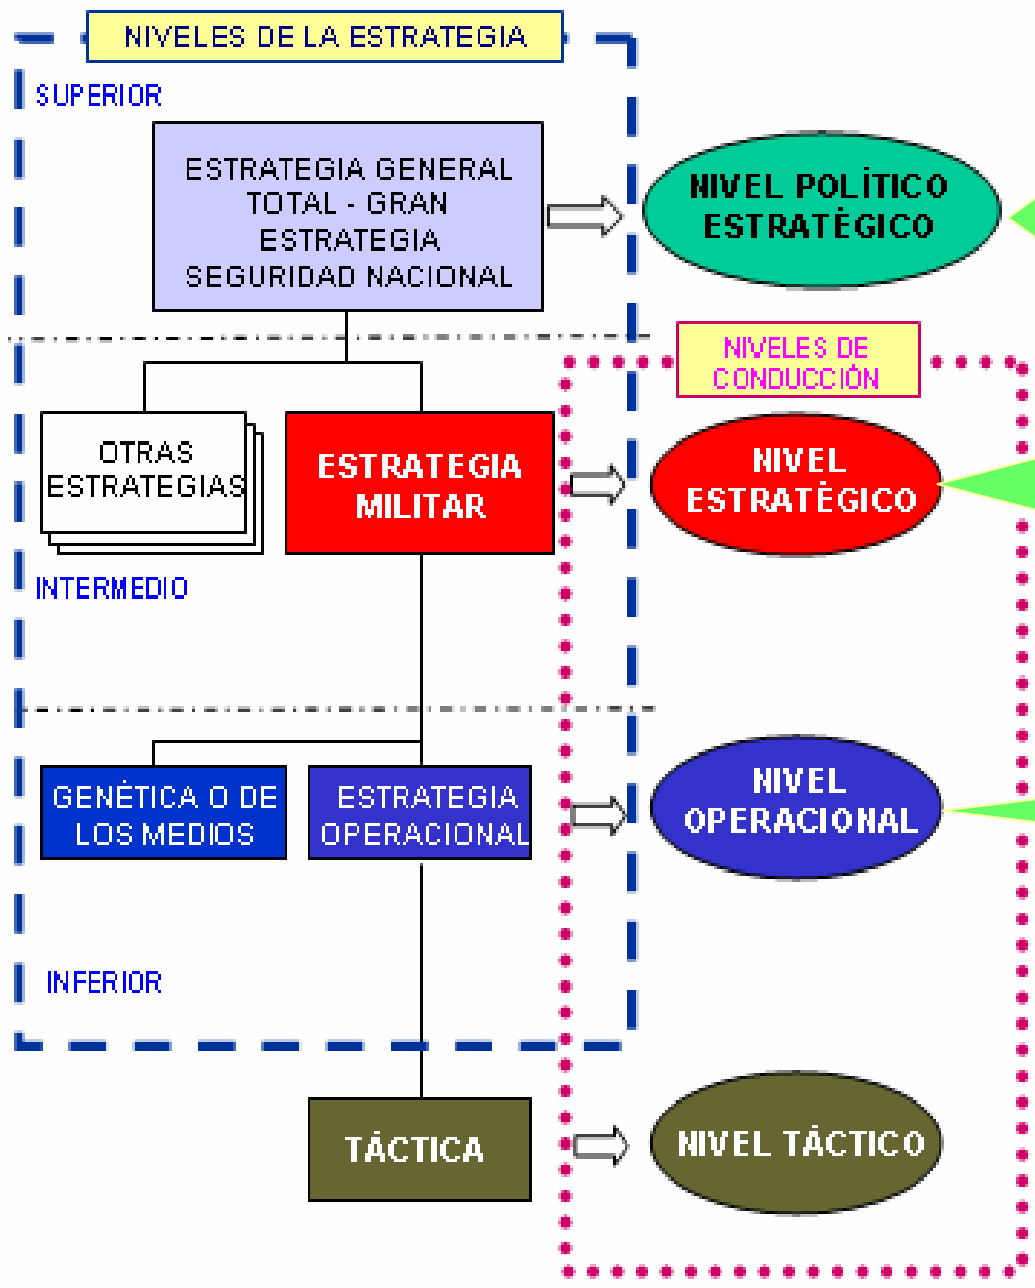 NIVELES DE LA ESTRATEGIA
SUPERIOR
ESTRATEGIA GENERAL
TOTAL - GRAN
ESTRATEGIA
SEGURIDAD NACIONAL
NIVEL POLÍTICO
ESTRATÉGICO
NIVELES DE
CONDUCCIÓN
OTRAS
ESTRATEGIAS
ESTRATEGIA
MILITAR
NIVEL
ESTRATÉGICO
INTERMEDIO
GENÉTICA O DE
LOS MEDIOS
ESTRATEGIA
OPERACIONAL
NIVEL
OPERACIONAL
INFERIOR
TÁCTICA
NIVEL TÁCTICO